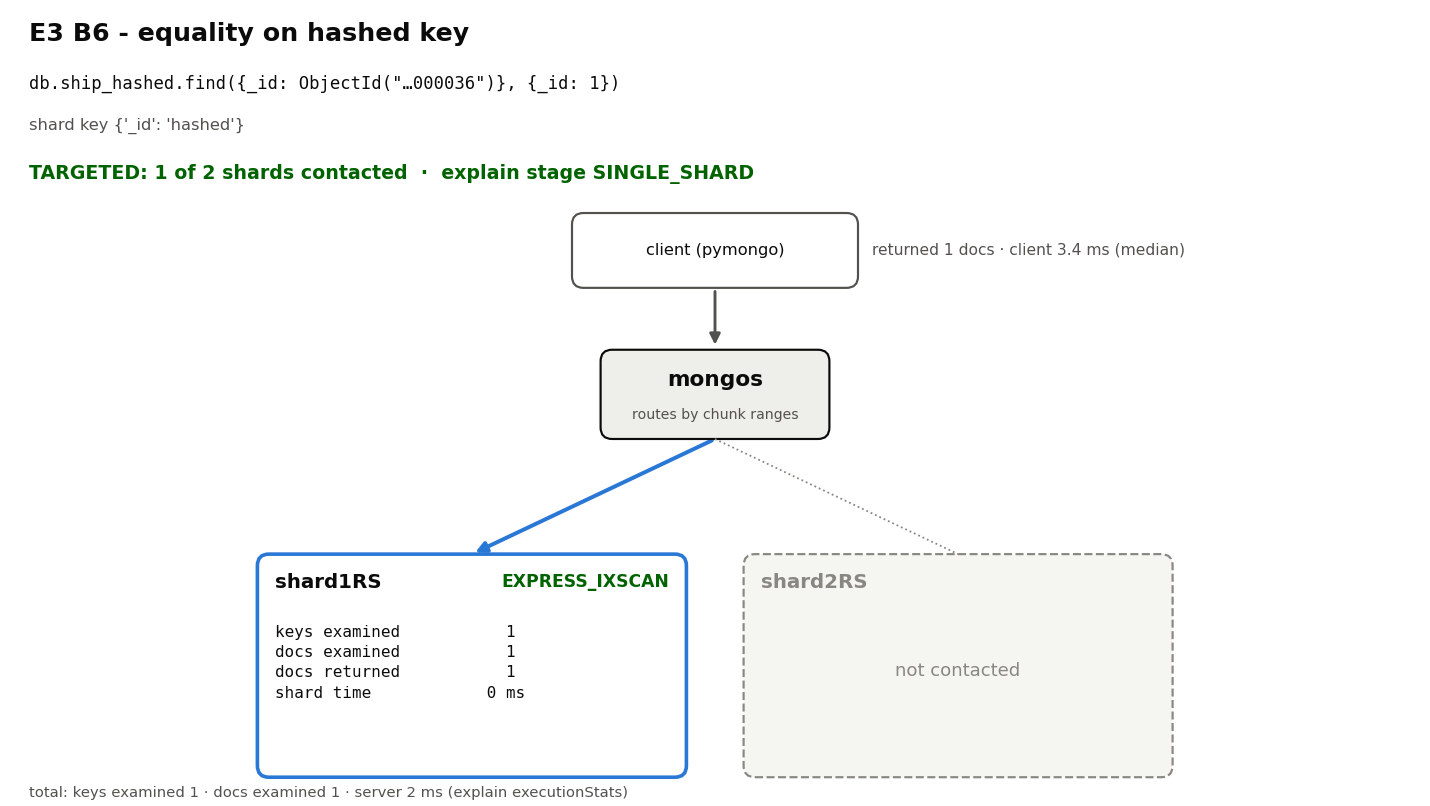 E3 B6 - equality on hashed key
db.ship_hashed.find({_id: ObjectId("…000036")}, {_id: 1})
shard key {'_id': 'hashed'}
TARGETED: 1 of 2 shards contacted · explain stage SINGLE_SHARD
client (pymongo)
returned 1 docs · client 3.4 ms (median)
mongos
routes by chunk ranges
shard1RS EXPRESS_IXSCAN
keys examined 1
docs examined 1
docs returned 1
shard time 0 ms
shard2RS
not contacted
total: keys examined 1 · docs examined 1 · server 2 ms (explain executionStats)